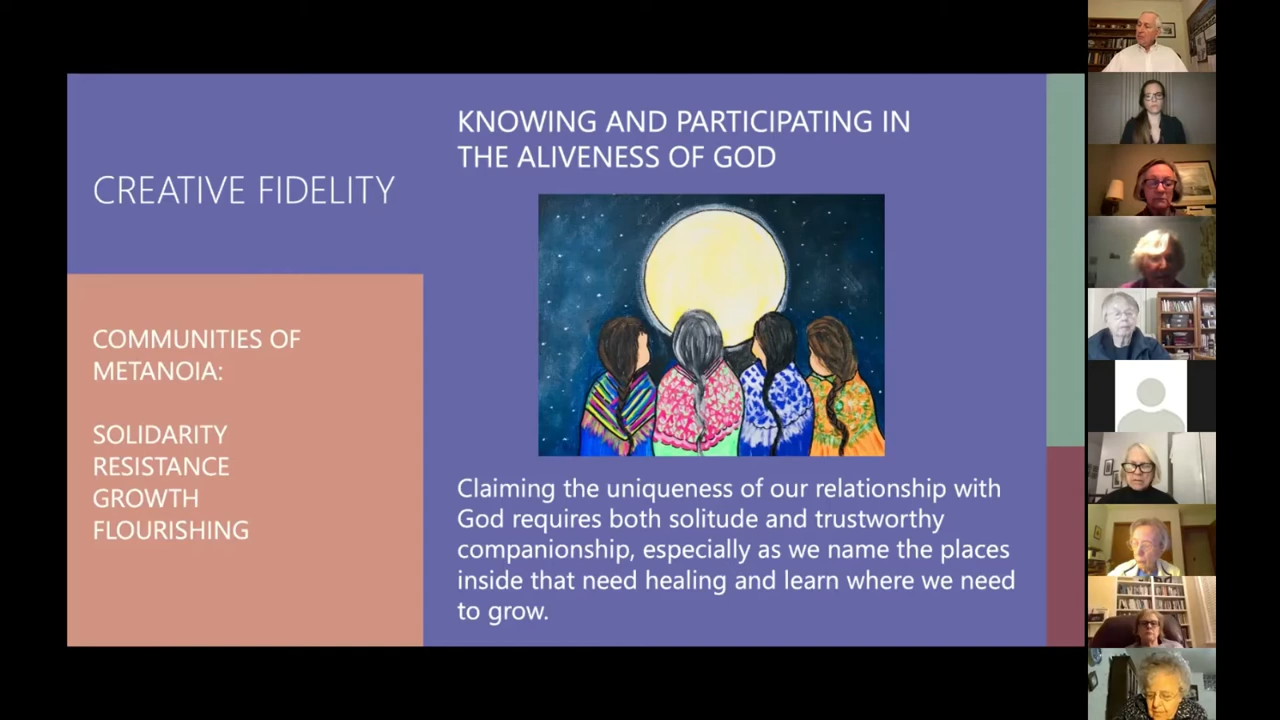 CREATIVE FIDELITY
COMMUNITIES OF
METANOIA:
SOLIDARITY
RESISTANCE
GROWTH
FLOURISHING
KNOWING AND PARTICIPATING IN
THE ALIVENESS OF GOD
Claiming the uniqueness of our relationship with
God requires both solitude and trustworthy
companionship, especially as we name the places
inside that need healing and learn where we need
to grow.